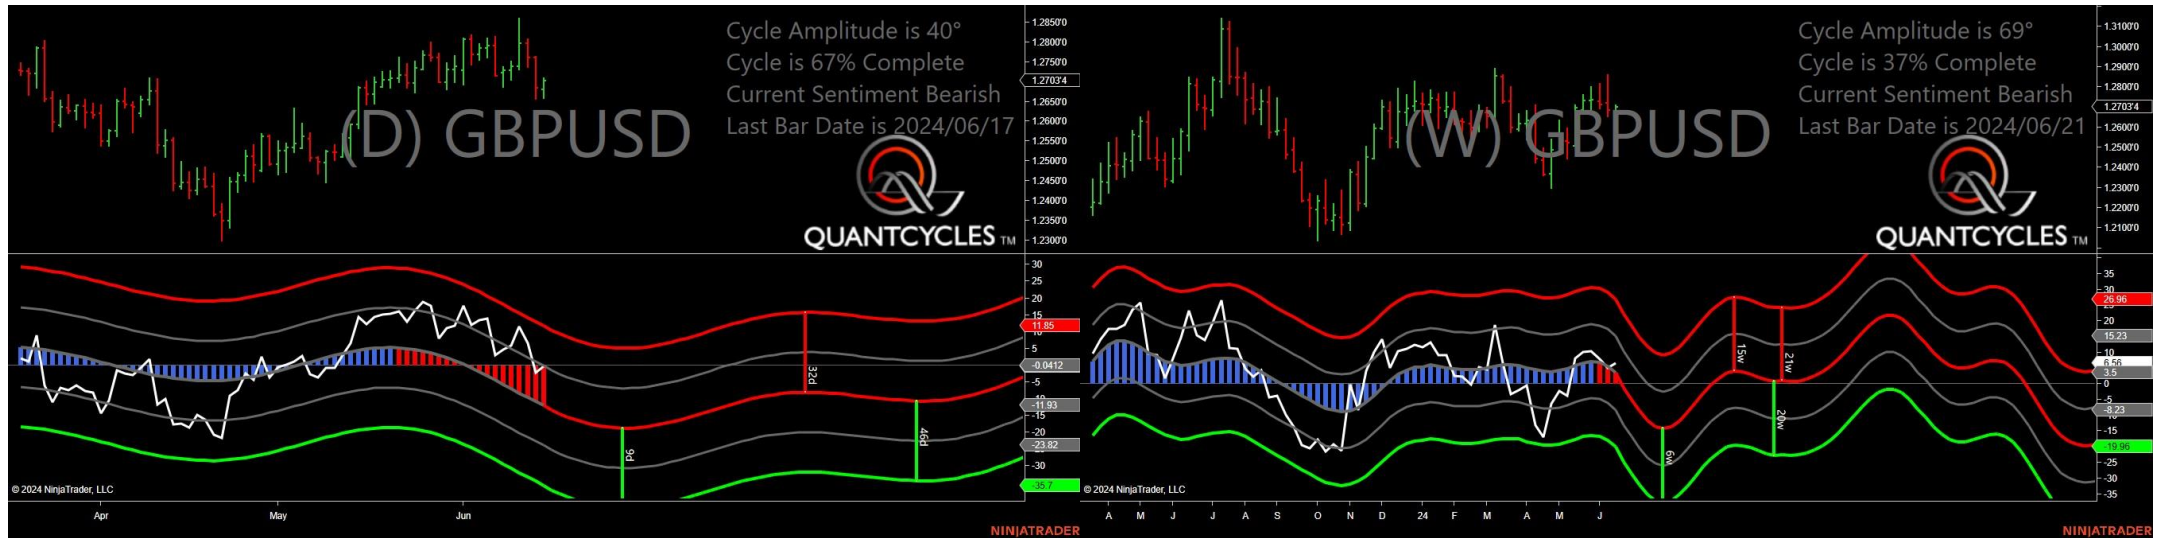 Cycle Amplitude is 40°
Cycle is 67% Complete
Current Sentiment Bearish
Last Bar Date is 2024/06/17
(D) GBPUSD
QUANTCYCLES TM
1.2850'0
1.2800'0
1.2750'0
1.2703'4
1.2650'0
1.2600'0
1.2550'0
1.2500'0
1.2450'0
1.2400'0
1.2350'0
1.2300'0
30
25
20
15
11.85
5
-0.0412
-5
-11.93
-15
-20
-23.82
-30
-35.7
32d
46d
9d
© 2024 NinjaTrader, LLC
Apr May Jun
NINJATRADER
Cycle Amplitude is 69°
Cycle is 37% Complete
Current Sentiment Bearish
Last Bar Date is 2024/06/21
(W) GBPUSD
QUANTCYCLES TM
1.3100'0
1.3000'0
1.2900'0
1.2800'0
1.2703'4
1.2600'0
1.2500'0
1.2400'0
1.2300'0
1.2200'0
1.2100'0
35
30
26.96
20
15.23
10
6.56
3.5
0
-8.23
-15
-19.96
-25
-30
-35
15w
21w
20w
6w
© 2024 NinjaTrader, LLC
A M J J A S O N D 24 F M A M J
NINJATRADER